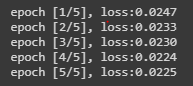 epoch [1/5], loss:0.0247
epoch [2/5], loss:0.0233
epoch [3/5], loss:0.0230
epoch [4/5], loss:0.0224
epoch [5/5], loss:0.0225